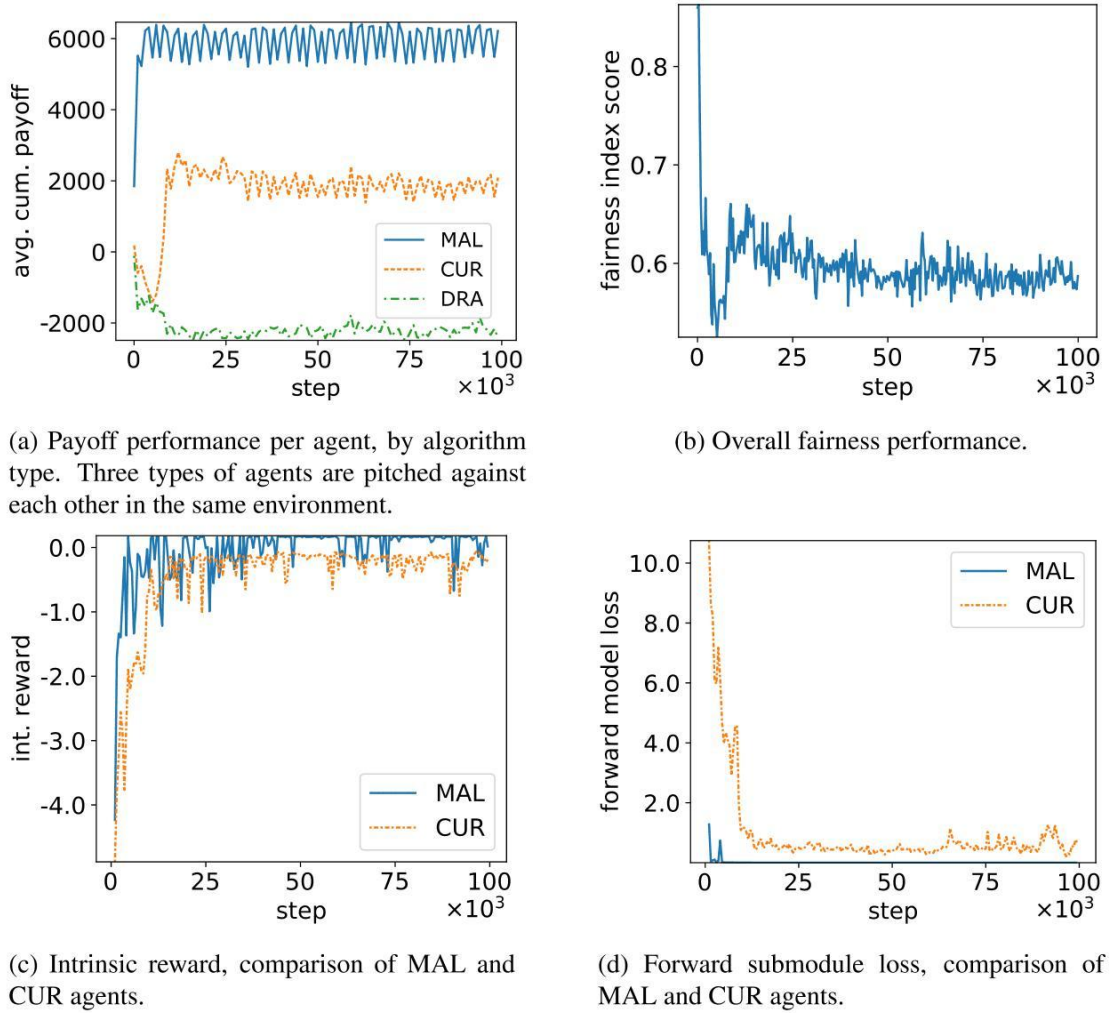 6000
4000
2000
0
-2000
avg. cum. payoff
MAL
CUR
DRA
0 25 50 75 100
×10³
step
0.8
0.7
0.6
fairness index score
0 25 50 75 100
×10³
step
(a) Payoff performance per agent, by algorithm
type. Three types of agents are pitched against
each other in the same environment.
(b) Overall fairness performance.
0.0
-1.0
-2.0
-3.0
-4.0
int. reward
MAL
CUR
0 25 50 75 100
×10³
step
10.0
8.0
6.0
4.0
2.0
forward model loss
MAL
CUR
0 25 50 75 100
×10³
step
(c) Intrinsic reward, comparison of MAL and
CUR agents.
(d) Forward submodule loss, comparison of
MAL and CUR agents.